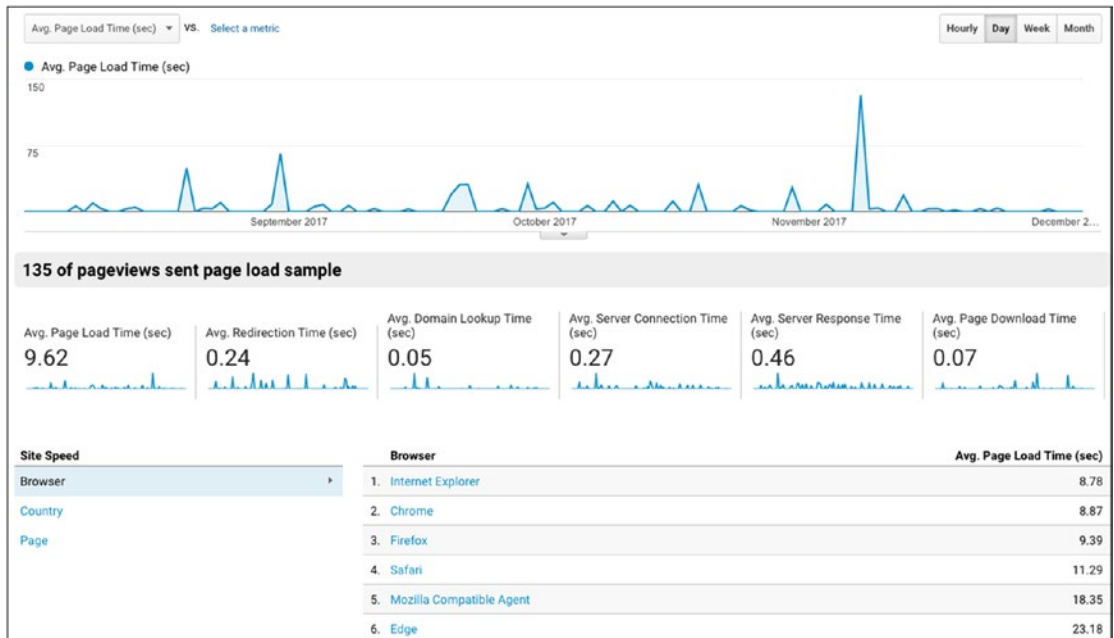 Avg. Page Load Time (sec) VS. Select a metric Hourly Day Week Month
Avg. Page Load Time (sec)
150
75
September 2017 October 2017 November 2017 December 2...
135 of pageviews sent page load sample
Avg. Page Load Time (sec)
9.62
Avg. Redirection Time (sec)
0.24
Avg. Domain Lookup Time
(sec)
0.05
Avg. Server Connection Time
(sec)
0.27
Avg. Server Response Time
(sec)
0.46
Avg. Page Download Time
(sec)
0.07
Site Speed
Browser
Country
Page
Browser Avg. Page Load Time (sec)
1. Internet Explorer 8.78
2. Chrome 8.87
3. Firefox 9.39
4. Safari 11.29
5. Mozilla Compatible Agent 18.35
6. Edge 23.18